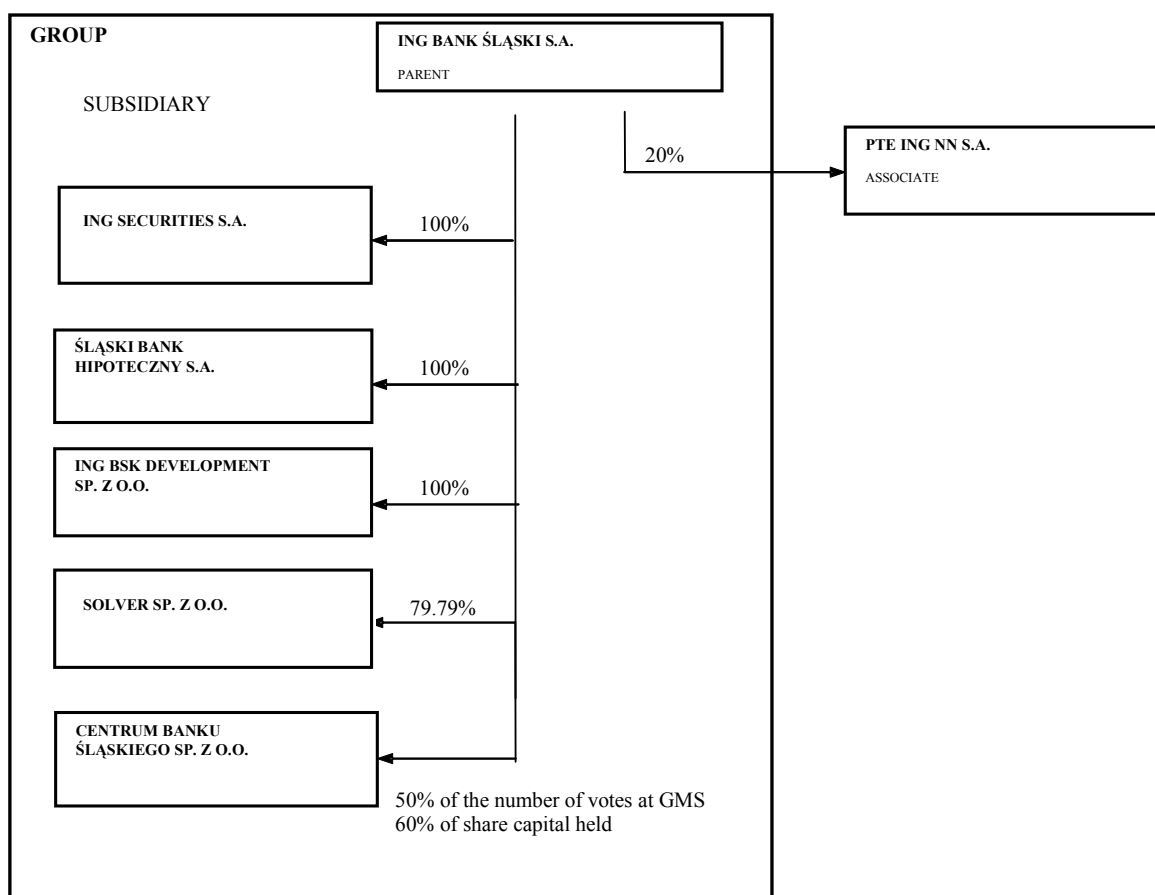 GROUP
ING BANK ŚLĄSKI S.A.
PARENT
SUBSIDIARY
20%
PTE ING NN S.A.
ASSOCIATE
ING SECURITIES S.A.
100%
ŚLĄSKI BANK
HIPOTECZNY S.A.
100%
ING BSK DEVELOPMENT
SP. Z O.O.
100%
SOLVER SP. Z O.O.
79.79%
CENTRUM BANKU
ŚLĄSKIEGO SP. Z O.O.
50% of the number of votes at GMS
60% of share capital held